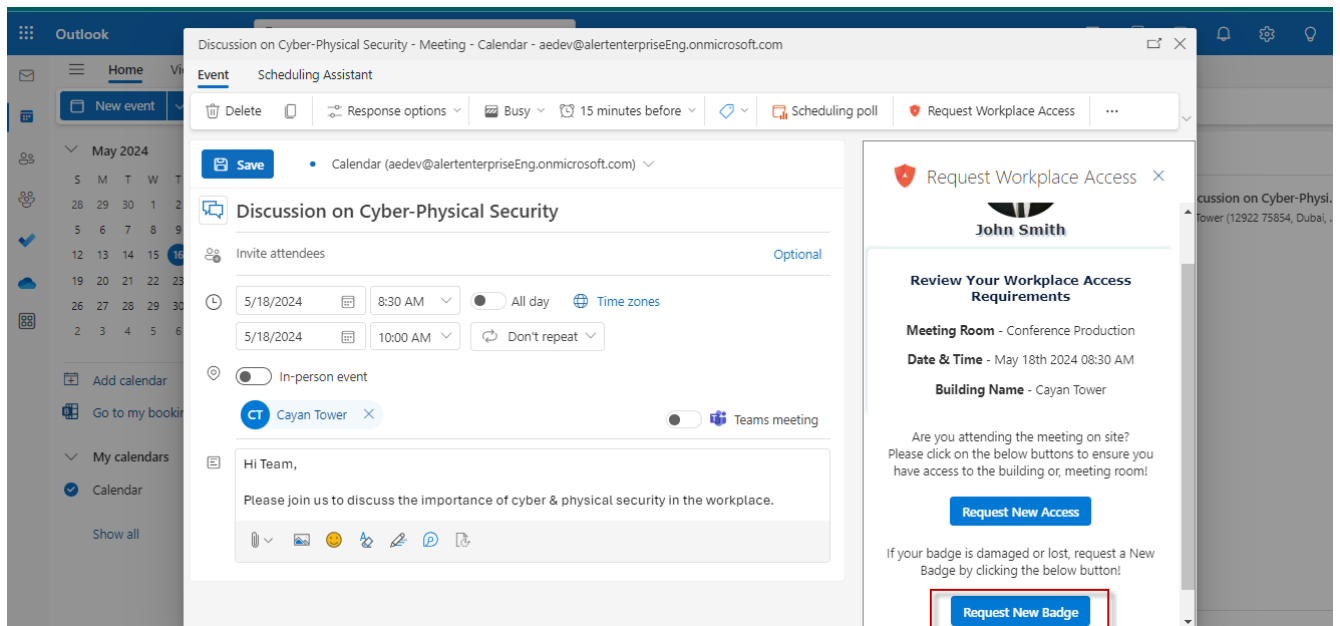 Outlook
Discussion on Cyber-Physical Security - Meeting - Calendar - aedev@alertenterpriseEng.onmicrosoft.com
Home
Event
Scheduling Assistant
New event
Delete
Response options
Busy
15 minutes before
Scheduling poll
Request Workplace Access
May 2024
S M T W T
28 29 30 1 2
5 6 7 8 9
12 13 14 15 16
19 20 21 22 23
26 27 28 29 30
2 3 4 5 6
Add calendar
Go to my bookin
My calendars
Calendar
Show all
Save
Calendar (aedev@alertenterpriseEng.onmicrosoft.com)
Discussion on Cyber-Physical Security
Invite attendees
Optional
5/18/2024
8:30 AM
All day
Time zones
5/18/2024
10:00 AM
Don't repeat
In-person event
CT
Cayan Tower
Teams meeting
Hi Team,
Please join us to discuss the importance of cyber & physical security in the workplace.
Request Workplace Access
John Smith
Review Your Workplace Access
Requirements
Meeting Room - Conference Production
Date & Time - May 18th 2024 08:30 AM
Building Name - Cayan Tower
Are you attending the meeting on site?
Please click on the below buttons to ensure you
have access to the building or, meeting room!
Request New Access
If your badge is damaged or lost, request a New
Badge by clicking the below button!
Request New Badge
cussion on Cyber-Physi.
Tower (12922 75854, Dubai, ..